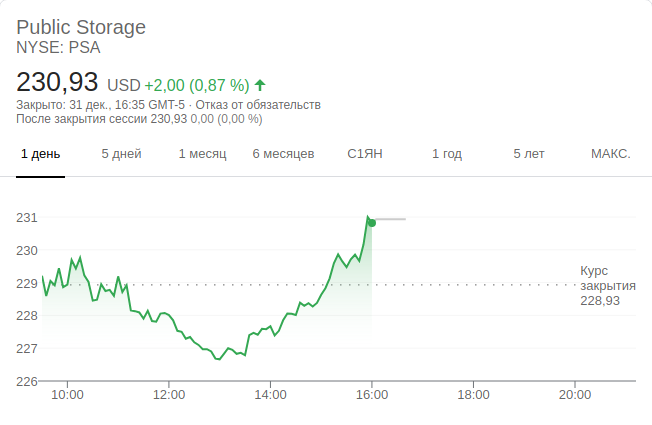 Public Storage
NYSE: PSA
230,93 USD +2,00 (0,87 %)
Закрыто: 31 дек., 16:35 GMT-5 · Отказ от обязательств
После закрытия сессии 230,93 0,00 (0,00 %)
1 день 5 дней 1 месяц 6 месяцев С1ЯН 1 год 5 лет МАКС.
231
230
229
228
227
226
Курс
закрытия
228,93
10:00 12:00 14:00 16:00 18:00 20:00